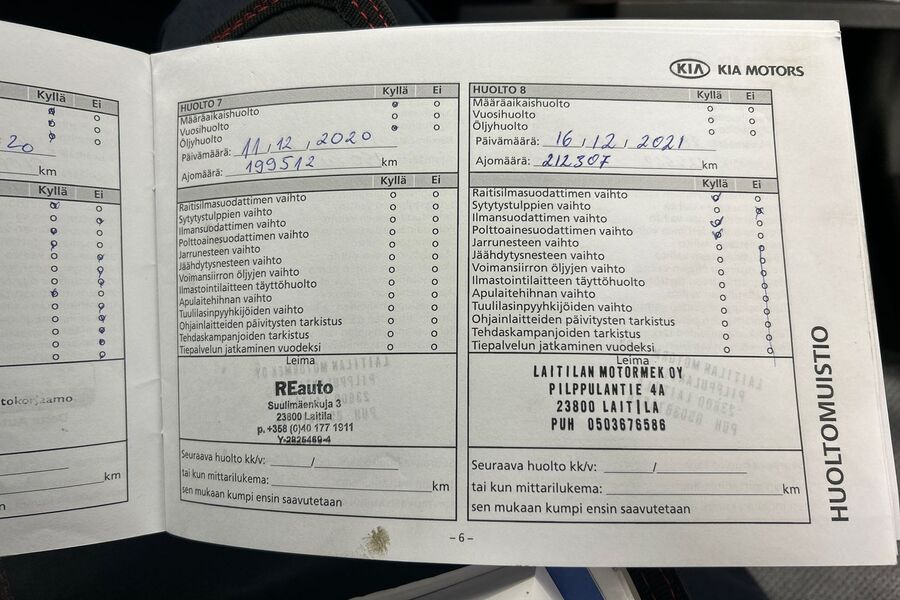 Kyllä Ei
20
km
Kyllä Ei
tokorjaamo
km
KIA KIA MOTORS
HUOLTO 7 Kyllä Ei
Määräaikaishuolto
Vuosihuolto
Öljyhuolto
Päivämäärä: 11, 12, 2020
Ajomäärä: 199512 km
Kyllä Ei
Raitisilmasuodattimen vaihto
Sytytystulppien vaihto
Ilmansuodattimen vaihto
Polttoainesuodattimen vaihto
Jarrunesteen vaihto
Jäähdytysnesteen vaihto
Voimansiirron öljyjen vaihto
Ilmastointilaitteen täyttöhuolto
Apulaitehihnan vaihto
Tuulilasinpyyhkijöiden vaihto
Ohjainlaitteiden päivitysten tarkistus
Tehdaskampanjoiden tarkistus
Tiepalvelun jatkaminen vuodeksi
Leima
REauto
Suulimäenkuja 3
23800 Laitila
p. +358 (0)40 177 1911
Y-2825469-4
Seuraava huolto kk/v: /
tai kun mittarilukema: km
sen mukaan kumpi ensin saavutetaan
HUOLTO 8 Kyllä Ei
Määräaikaishuolto
Vuosihuolto
Öljyhuolto
Päivämäärä: 16, 12, 2021
Ajomäärä: 212307 km
Kyllä Ei
Raitisilmasuodattimen vaihto
Sytytystulppien vaihto
Ilmansuodattimen vaihto
Polttoainesuodattimen vaihto
Jarrunesteen vaihto
Jäähdytysnesteen vaihto
Voimansiirron öljyjen vaihto
Ilmastointilaitteen täyttöhuolto
Apulaitehihnan vaihto
Tuulilasinpyyhkijöiden vaihto
Ohjainlaitteiden päivitysten tarkistus
Tehdaskampanjoiden tarkistus
Tiepalvelun jatkaminen vuodeksi
Leima
LAITILAN MOTORMEK OY
PILPPULANTIE 4A
23800 LAITILA
PUH 0503676586
Seuraava huolto kk/v: /
tai kun mittarilukema: km
sen mukaan kumpi ensin saavutetaan
HUOLTOMUISTIO
– 6 –